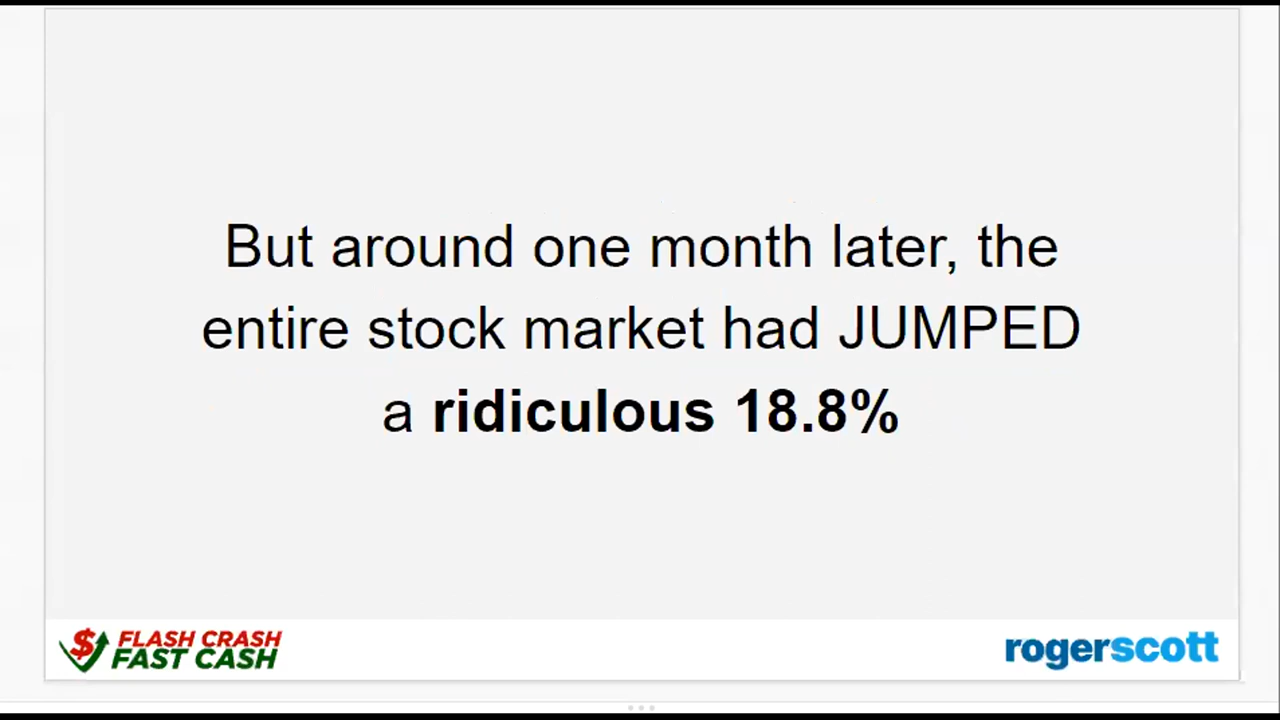 But around one month later, the
entire stock market had JUMPED
a ridiculous 18.8%
$ FLASH CRASH
FAST CASH
rogerscott